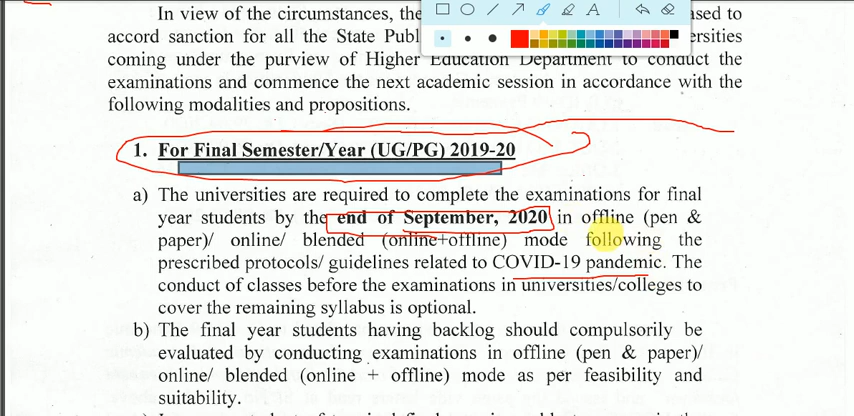 In view of the circumstances, the
accord sanction for all the State Publ
coming under the purview of Higher Education Department to conduct the
examinations and commence the next academic session in accordance with the
following modalities and propositions.
1. For Final Semester/Year (UG/PG) 2019-20
a) The universities are required to complete the examinations for final
year students by the end of September, 2020 in offline (pen &
paper)/ online/ blended (online+offline) mode following the
prescribed protocols/ guidelines related to COVID-19 pandemic. The
conduct of classes before the examinations in universities/colleges to
cover the remaining syllabus is optional.
b) The final year students having backlog should compulsorily be
evaluated by conducting examinations in offline (pen & paper)/
online/ blended (online + offline) mode as per feasibility and
suitability.